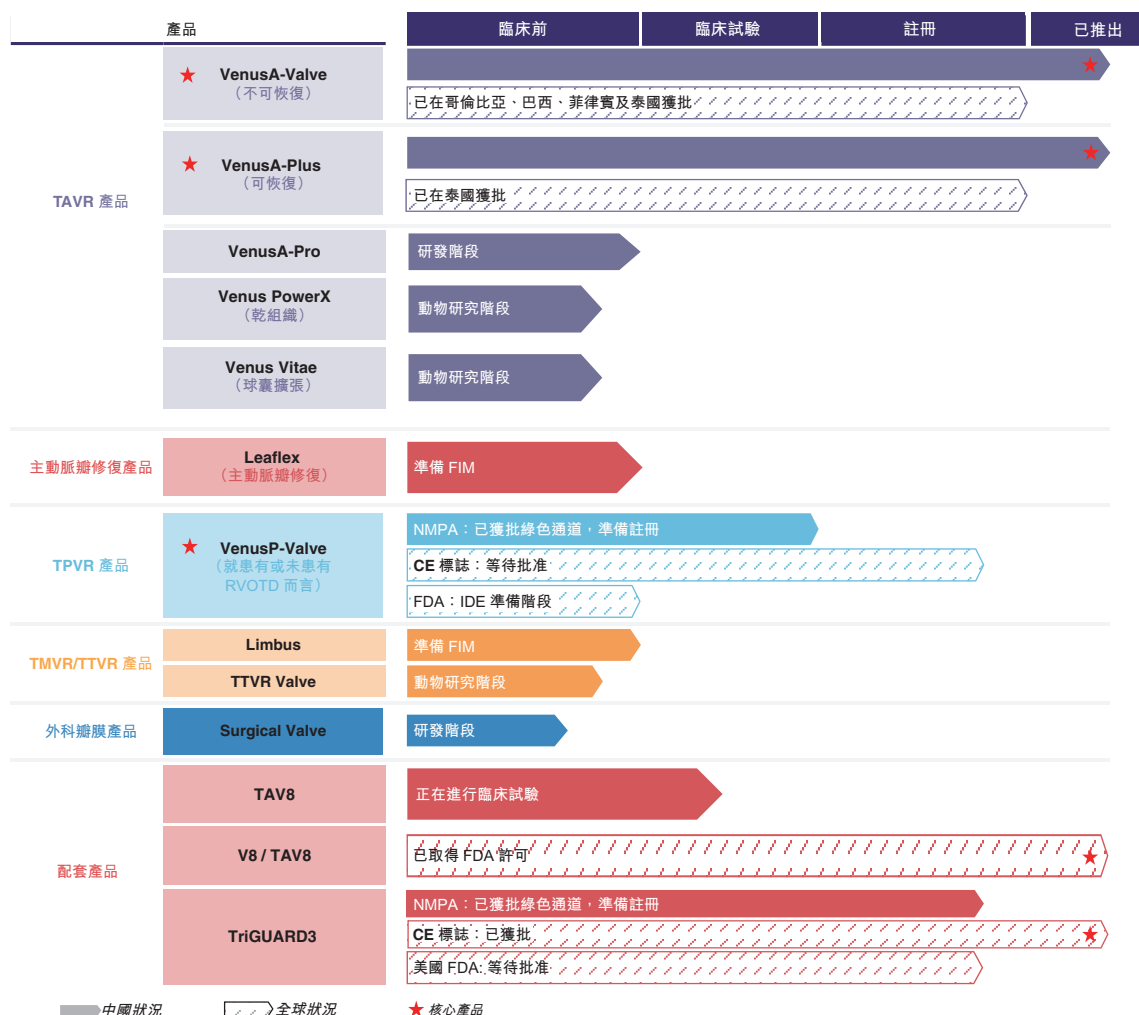 產品
臨床前
臨床試驗
註冊
已推出
TAVR 產品
VenusA-Valve
（不可恢復）
已在哥倫比亞、巴西、菲律賓及泰國獲批
VenusA-Plus
（可恢復）
已在泰國獲批
VenusA-Pro
研發階段
Venus PowerX
（乾組織）
動物研究階段
Venus Vitae
（球囊擴張）
動物研究階段
主動脈瓣修復產品
Leaflex
（主動脈瓣修復）
準備 FIM
TPVR 產品
VenusP-Valve
（就患有或未患有
RVOTD 而言）
NMPA：已獲批綠色通道，準備註冊
CE 標誌：等待批准
FDA：IDE 準備階段
TMVR/TTVR 產品
Limbus
準備 FIM
TTVR Valve
動物研究階段
外科瓣膜產品
Surgical Valve
研發階段
配套產品
TAV8
正在進行臨床試驗
V8 / TAV8
已取得 FDA 許可
TriGUARD3
NMPA：已獲批綠色通道，準備註冊
CE 標誌：已獲批
美國 FDA: 等待批准
中國狀況
全球狀況
核心產品